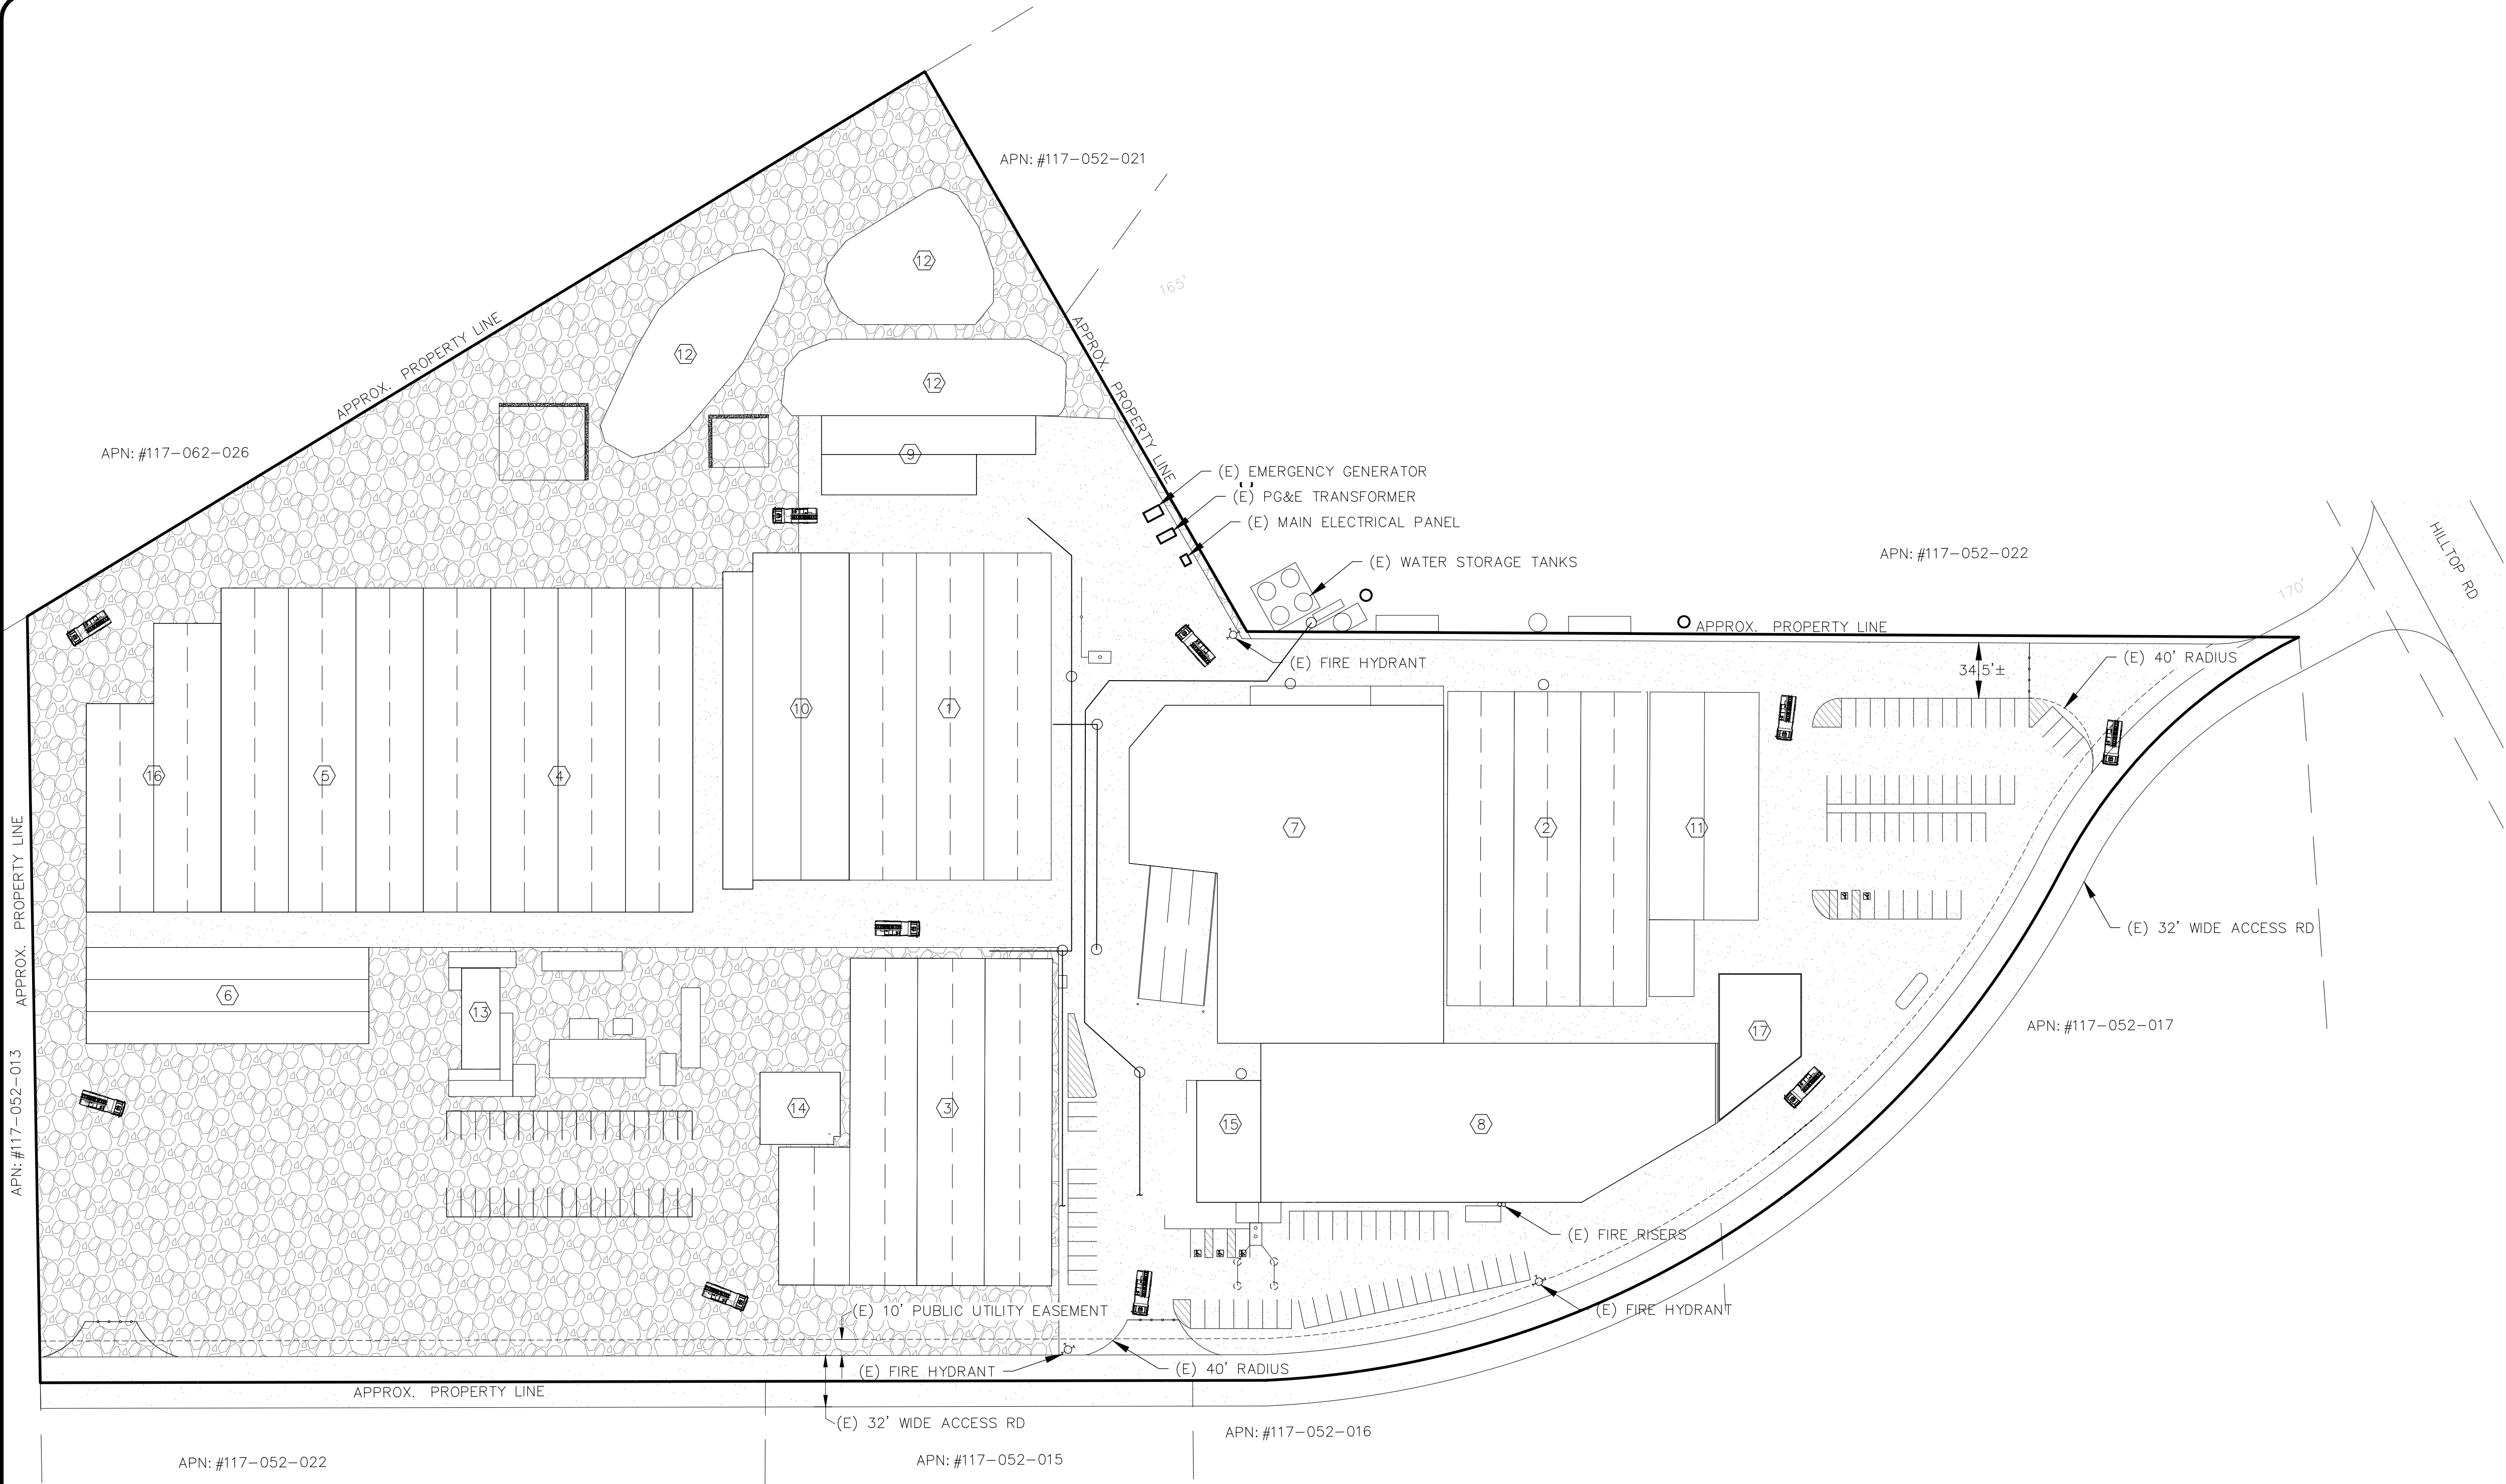 APN: #117-052-021
165'
APPROX. PROPERTY LINE
APPROX. PROPERTY LINE
12
12
12
APN: #117-062-026
9
(E) EMERGENCY GENERATOR
(E) PG&E TRANSFORMER
(E) MAIN ELECTRICAL PANEL
(E) WATER STORAGE TANKS
APN: #117-052-022
HILLTOP RD
170'
APPROX. PROPERTY LINE
(E) FIRE HYDRANT
34.5'±
(E) 40' RADIUS
10
1
16
5
4
7
2
11
(E) 32' WIDE ACCESS RD
APPROX. PROPERTY LINE
6
13
17
APN: #117-052-017
APN: #117-052-013
14
3
15
8
(E) FIRE RISERS
(E) 10' PUBLIC UTILITY EASEMENT
(E) FIRE HYDRANT
(E) FIRE HYDRANT
(E) 40' RADIUS
APPROX. PROPERTY LINE
(E) 32' WIDE ACCESS RD
APN: #117-052-016
APN: #117-052-022
APN: #117-052-015